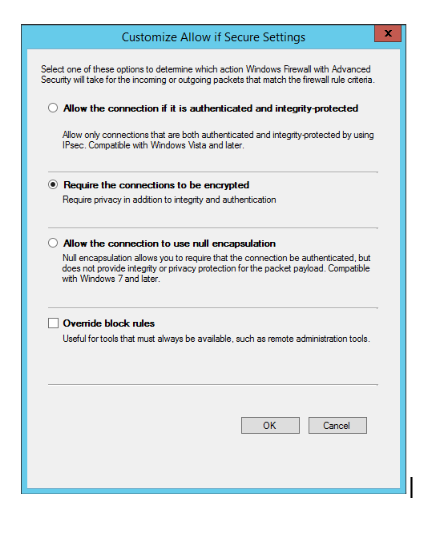 Customize Allow if Secure Settings
x
Select one of these options to determine which action Windows Firewall with Advanced
Security will take for the incoming or outgoing packets that match the firewall rule criteria.
Allow the connection if it is authenticated and integrity-protected
Allow only connections that are both authenticated and integrity-protected by using
IPsec. Compatible with Windows Vista and later.
Require the connections to be encrypted
Require privacy in addition to integrity and authentication
Allow the connection to use null encapsulation
Null encapsulation allows you to require that the connection be authenticated, but
does not provide integrity or privacy protection for the packet payload. Compatible
with Windows 7 and later.
Override block rules
Useful for tools that must always be available, such as remote administration tools.
OK
Cancel